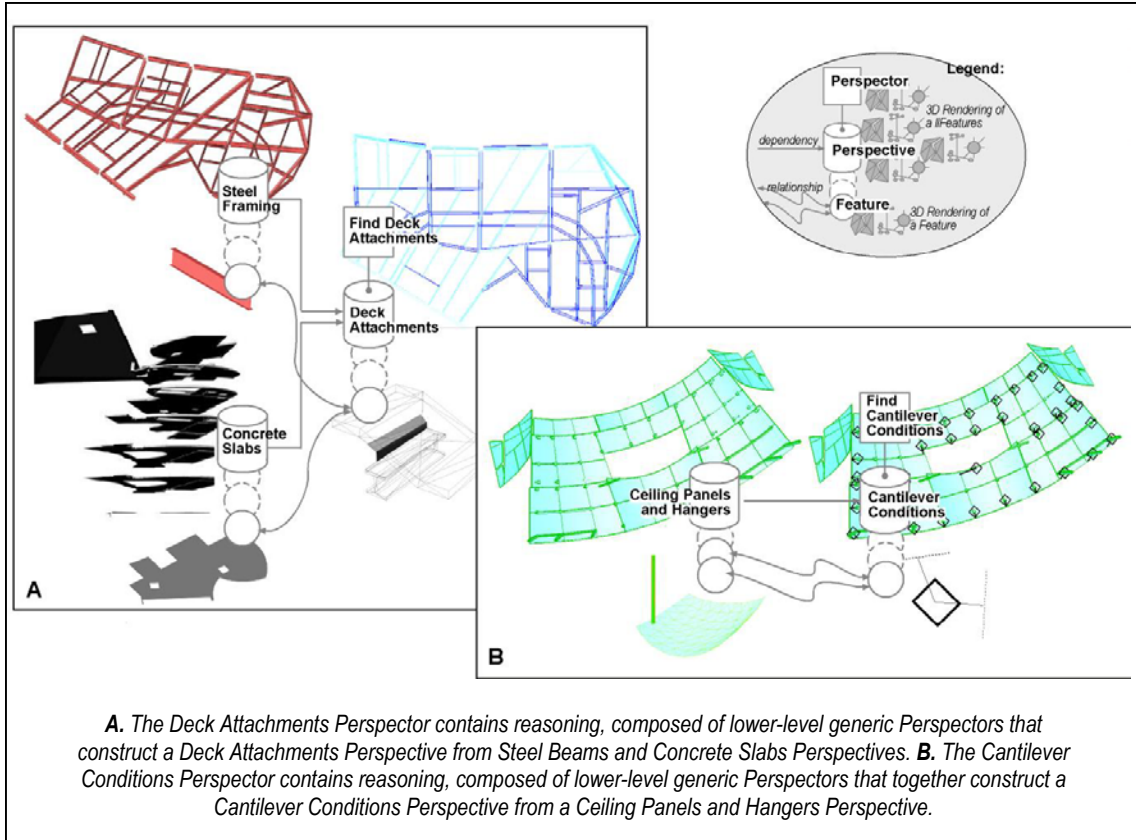 Legend:
Perspector
3D Rendering of
a llFeatures
dependency
Perspective
relationship
Feature
3D Rendering of
a Feature
Steel
Framing
Find Deck
Attachments
Deck
Attachments
Concrete
Slabs
A
Find
Cantilever
Conditions
Ceiling Panels
and Hangers
Cantilever
Conditions
B
A. The Deck Attachments Perspector contains reasoning, composed of lower-level generic Perspectors that
construct a Deck Attachments Perspective from Steel Beams and Concrete Slabs Perspectives. B. The Cantilever
Conditions Perspector contains reasoning, composed of lower-level generic Perspectors that together construct a
Cantilever Conditions Perspective from a Ceiling Panels and Hangers Perspective.